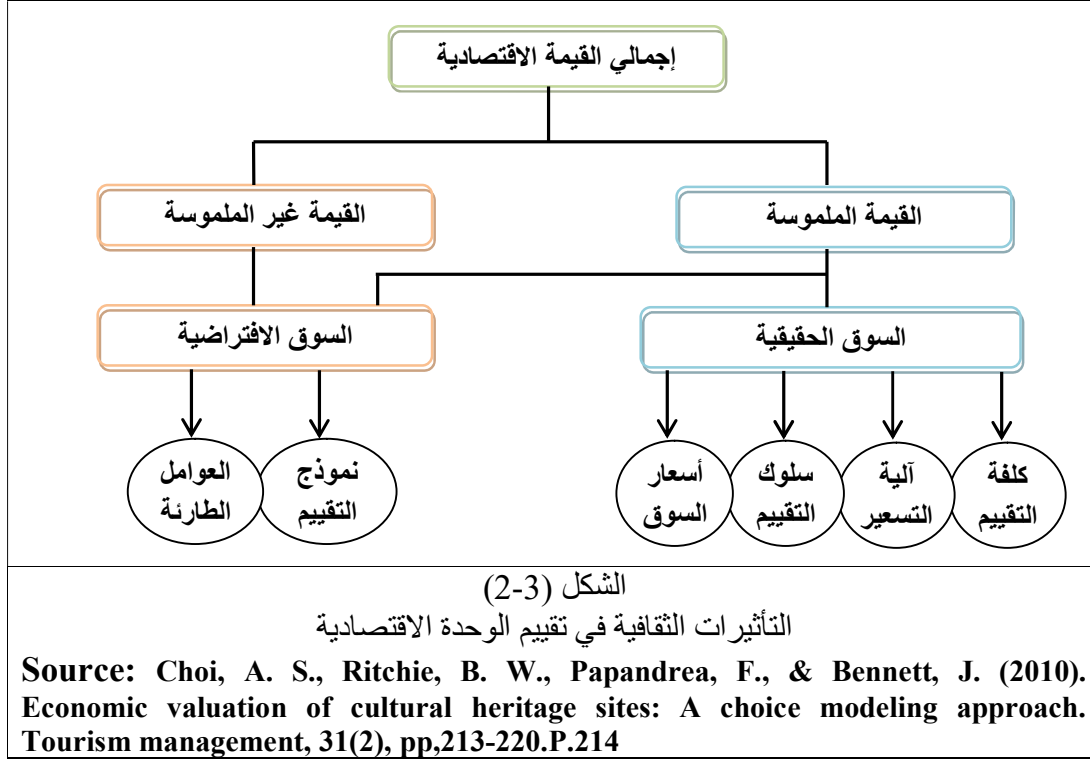 إجمالي القيمة الاقتصادية
القيمة الملموسة
القيمة غير الملموسة
السوق الحقيقية
السوق الافتراضية
كلفة
التقييم
آلية
التسعير
سلوك
التقييم
أسعار
السوق
نموذج
التقييم
العوامل
الطارئة
الشكل (3-2)
التأثيرات الثقافية في تقييم الوحدة الاقتصادية
Source: Choi, A. S., Ritchie, B. W., Papandrea, F., & Bennett, J. (2010).
Economic valuation of cultural heritage sites: A choice modeling approach.
Tourism management, 31(2), pp,213-220.P.214